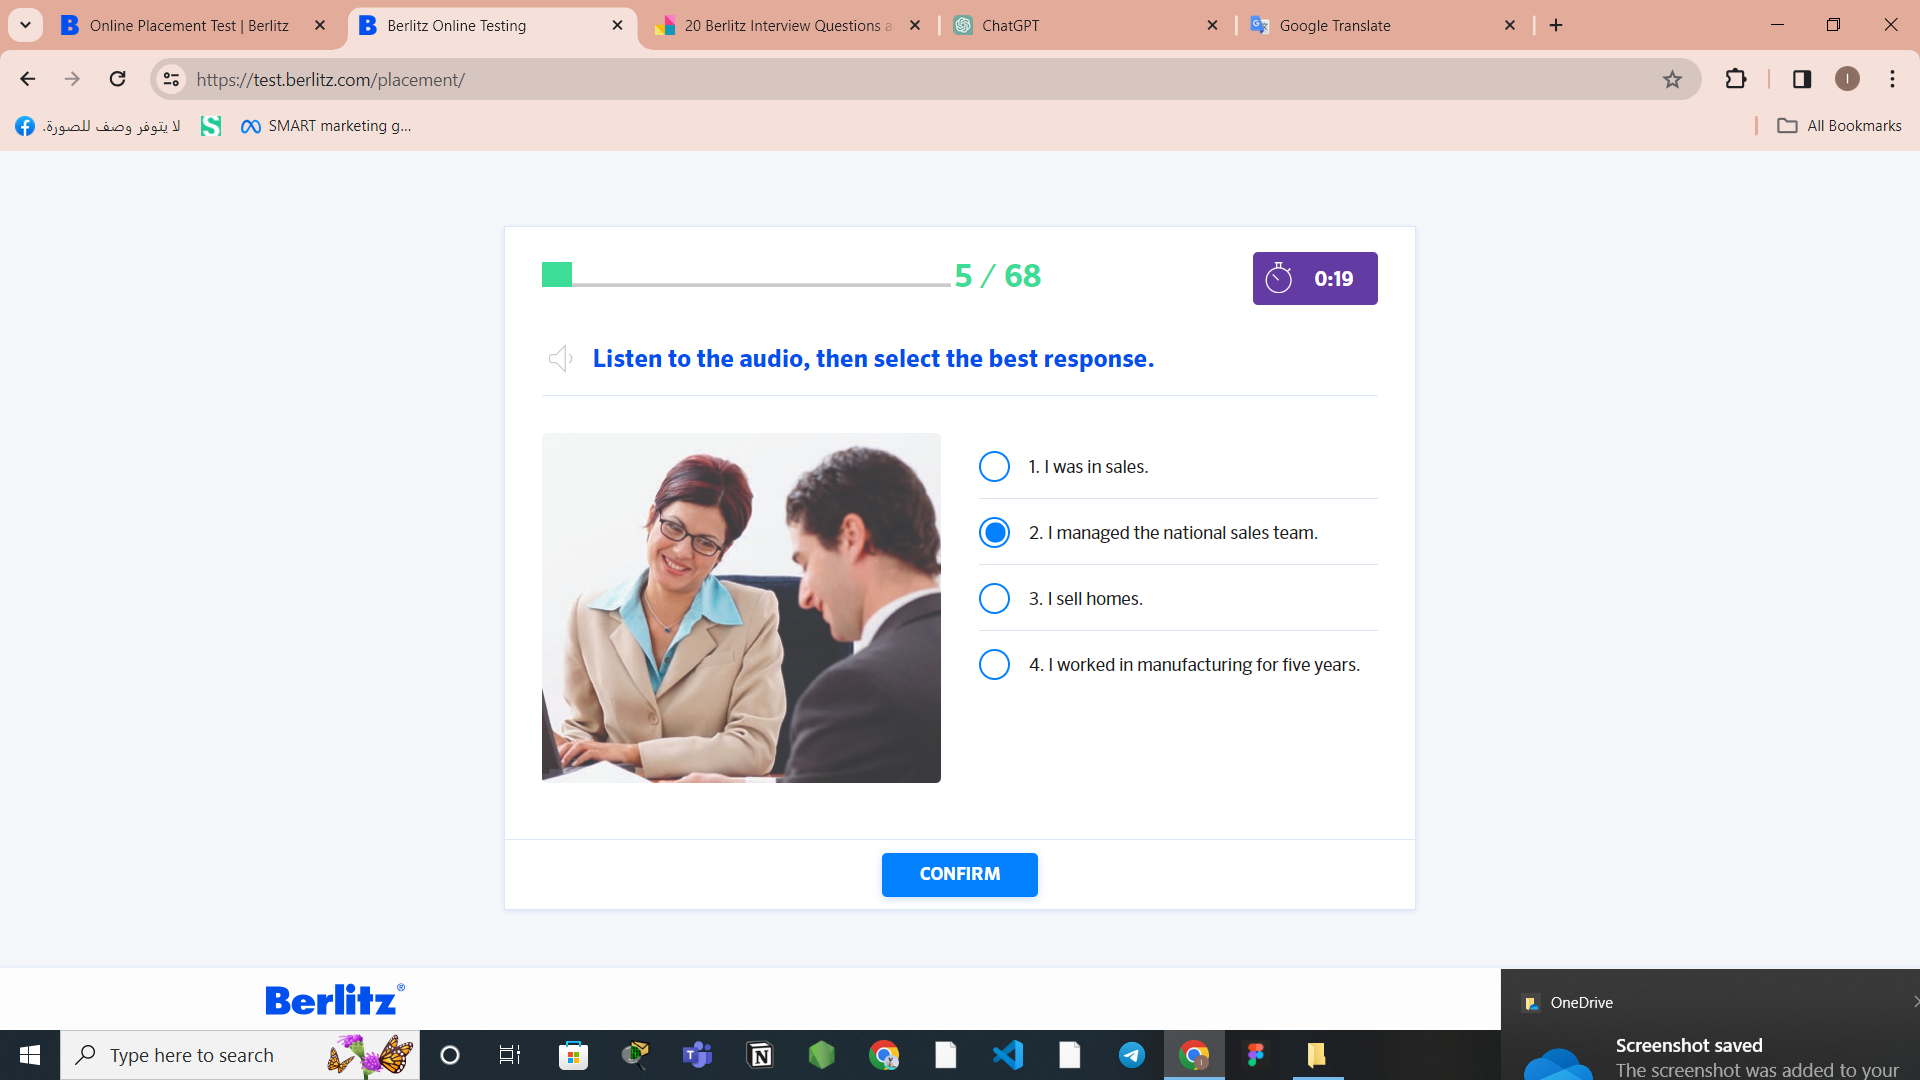 Online Placement Test | Berlitz
Berlitz Online Testing
20 Berlitz Interview Questions a
ChatGPT
Google Translate
https://test.berlitz.com/placement/
I
لا يتوفر وصف للصورة.
SMART marketing g...
All Bookmarks
5 / 68
0:19
Listen to the audio, then select the best response.
1. I was in sales.
2. I managed the national sales team.
3. I sell homes.
4. I worked in manufacturing for five years.
CONFIRM
Berlitz®
OneDrive
Screenshot saved
The screenshot was added to your
Type here to search